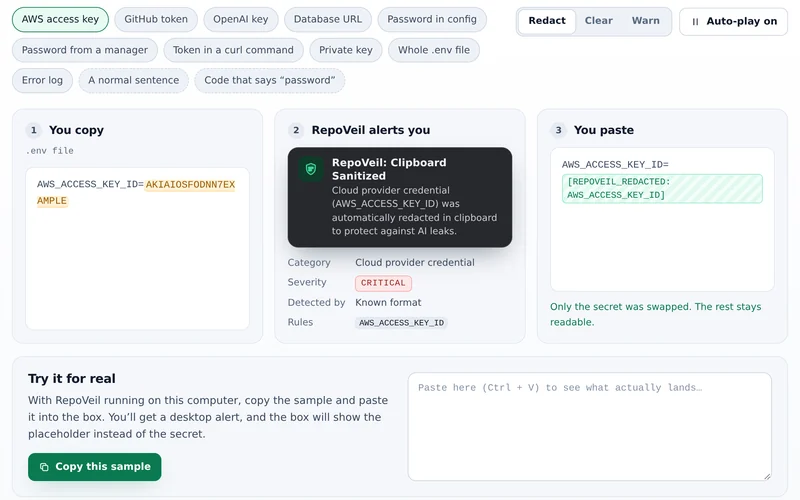 AWS access key
GitHub token
OpenAI key
Database URL
Password in config
Redact
Clear
Warn
Auto-play on
Password from a manager
Token in a curl command
Private key
Whole .env file
Error log
A normal sentence
Code that says “password”
1 You copy
.env file
AWS_ACCESS_KEY_ID=AKIAIOSFODNN7EX
AMPLE
2 RepoVeil alerts you
RepoVeil: Clipboard
Sanitized
Cloud provider credential
(AWS_ACCESS_KEY_ID) was
automatically redacted in clipboard
to protect against AI leaks.
Category Cloud provider credential
Severity CRITICAL
Detected by Known format
Rules AWS_ACCESS_KEY_ID
3 You paste
AWS_ACCESS_KEY_ID=
[REPOVEIL_REDACTED:
AWS_ACCESS_KEY_ID]
Only the secret was swapped. The rest stays
readable.
Try it for real
With RepoVeil running on this computer, copy the sample and paste
it into the box. You’ll get a desktop alert, and the box will show the
placeholder instead of the secret.
Copy this sample
Paste here (Ctrl + V) to see what actually lands…